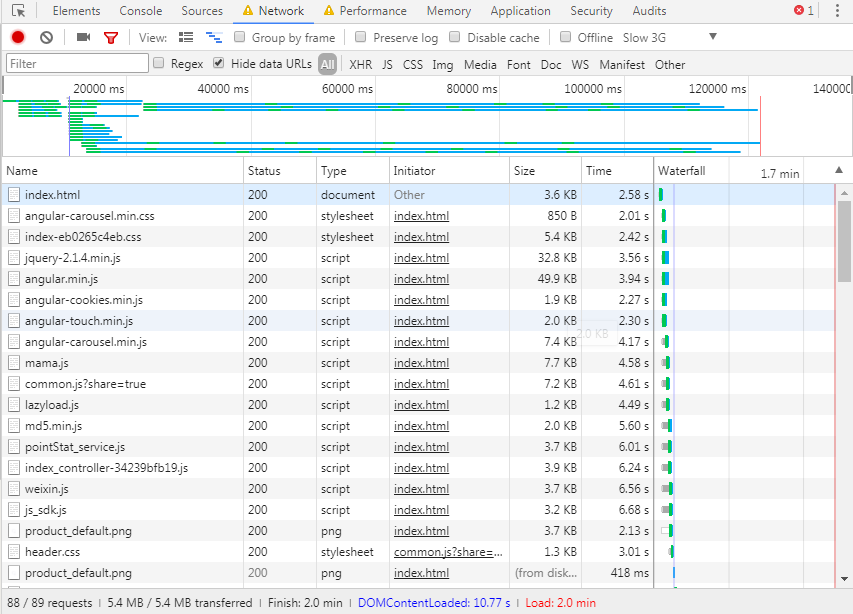 Elements Console Sources Network Performance Memory Application Security Audits 1
View: Group by frame Preserve log Disable cache Offline Slow 3G
Filter Regex Hide data URLs All XHR JS CSS Img Media Font Doc WS Manifest Other
20000 ms 40000 ms 60000 ms 80000 ms 100000 ms 120000 ms 14000
Name Status Type Initiator Size Time Waterfall 1.7 min
index.html 200 document Other 3.6 KB 2.58 s
angular-carousel.min.css 200 stylesheet index.html 850 B 2.01 s
index-eb0265c4eb.css 200 stylesheet index.html 5.4 KB 2.42 s
jquery-2.1.4.min.js 200 script index.html 32.8 KB 3.56 s
angular.min.js 200 script index.html 49.9 KB 3.94 s
angular-cookies.min.js 200 script index.html 1.9 KB 2.27 s
angular-touch.min.js 200 script index.html 2.0 KB 2.30 s
2.0 KB
angular-carousel.min.js 200 script index.html 7.4 KB 4.17 s
mama.js 200 script index.html 7.7 KB 4.58 s
common.js?share=true 200 script index.html 7.2 KB 4.61 s
lazyload.js 200 script index.html 1.2 KB 4.49 s
md5.min.js 200 script index.html 2.0 KB 5.60 s
pointStat_service.js 200 script index.html 3.7 KB 6.01 s
index_controller-34239bfb19.js 200 script index.html 3.9 KB 6.24 s
weixin.js 200 script index.html 3.7 KB 6.56 s
js_sdk.js 200 script index.html 3.2 KB 6.68 s
product_default.png 200 png index.html 3.7 KB 2.13 s
header.css 200 stylesheet common.js?share=... 1.3 KB 3.01 s
product_default.png 200 png index.html (from disk... 418 ms
88 / 89 requests | 5.4 MB / 5.4 MB transferred | Finish: 2.0 min | DOMContentLoaded: 10.77 s | Load: 2.0 min